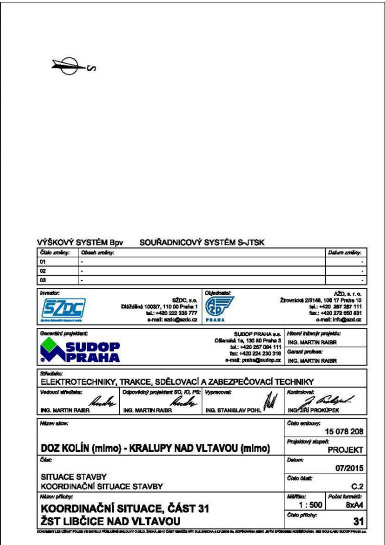 S
VÝŠKOVÝ SYSTÉM Bpv SOUŘADNICOVÝ SYSTÉM S-JTSK
Číslo změny: Obsah změny: Datum změny:
01 - -
02 - -
03 - -
Investor:
SŽDC
SŽDC, s.o.
Dlážděná 1003/7, 110 00 Praha 1
tel.: +420 222 335 777
e-mail: szdc@szdc.cz
Objednatel:
AŽD
PRAHA
AŽD, s. r. o.
Žirovnická 2/3146, 106 17 Praha 10
tel.: +420 267 287 111
fax.: +420 272 650 831
e-mail: info@azd.cz
Generální projektant:
SUDOP
PRAHA
SUDOP PRAHA a.s.
Olšanská 1a, 130 80 Praha 3
tel.: +420 267 094 111
fax: +420 224 230 316
e-mail: praha@sudop.cz
Hlavní inženýr projektu:
ING. MARTIN RAIBR
Garant profese:
ING. MARTIN RAIBR
Středisko:
ELEKTROTECHNIKY, TRAKCE, SDĚLOVACÍ A ZABEZPEČOVACÍ TECHNIKY
Vedoucí střediska:
ING. MARTIN RAIBR
Odpovědný projektant SO, IO, PS:
ING. MARTIN RAIBR
Vypracoval:
ING. STANISLAV POHL
Kontroloval:
ING. JIŘÍ PROKŮPEK
Název akce:
DOZ KOLÍN (mimo) - KRALUPY NAD VLTAVOU (mimo)
Číslo smlouvy:
15 078 208
Projektový stupeň:
PROJEKT
Část:
SITUACE STAVBY
KOORDINAČNÍ SITUACE STAVBY
Datum:
07/2015
Číslo části:
C.2
Název přílohy:
KOORDINAČNÍ SITUACE, ČÁST 31
ŽST LIBČICE NAD VLTAVOU
Měřítko:
1 : 500
Počet formátů:
8xA4
Číslo přílohy:
31